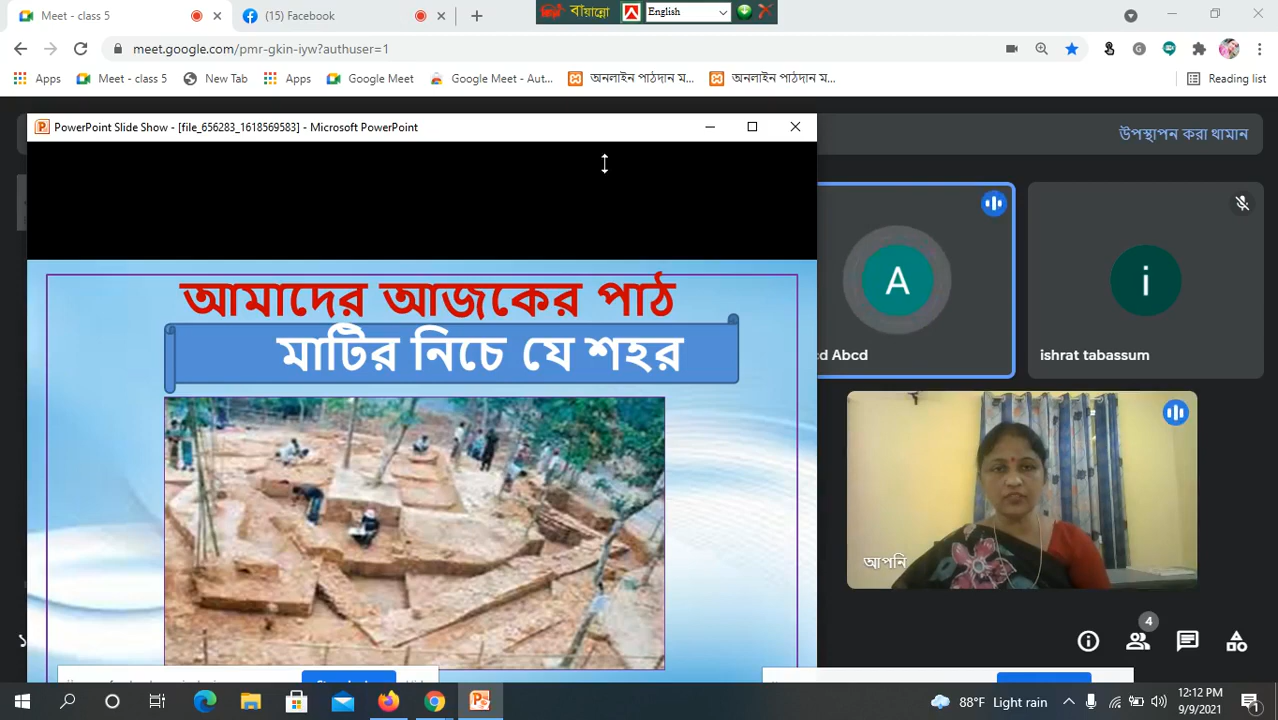 Meet - class 5
(15) Facebook
বায়ান্নো
English
meet.google.com/pmr-gkin-iyw?authuser=1
Apps
Meet - class 5
New Tab
Apps
Google Meet
Google Meet - Aut...
অনলাইন পাঠদান ম...
অনলাইন পাঠদান ম...
Reading list
PowerPoint Slide Show - [file_656283_1618569583] - Microsoft PowerPoint
উপস্থাপন করা থামান
আমাদের আজকের পাঠ
মাটির নিচে যে শহর
A
i
d Abcd
ishrat tabassum
আপনি
4
88°F Light rain
12:12 PM
9/9/2021
1